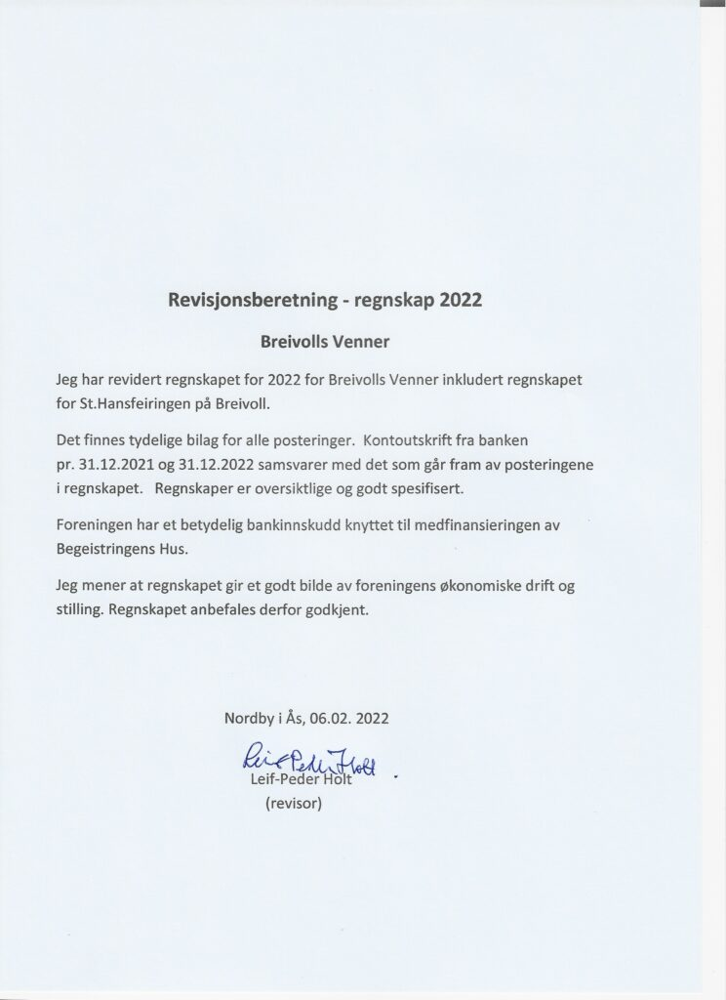 Revisjonsberetning - regnskap 2022
Breivolls Venner
Jeg har revidert regnskapet for 2022 for Breivolls Venner inkludert regnskapet
for St.Hansfeiringen på Breivoll.
Det finnes tydelige bilag for alle posteringer.  Kontoutskrift fra banken
pr. 31.12.2021 og 31.12.2022 samsvarer med det som går fram av posteringene
i regnskapet.   Regnskaper er oversiktlige og godt spesifisert.
Foreningen har et betydelig bankinnskudd knyttet til medfinansieringen av
Begeistringens Hus.
Jeg mener at regnskapet gir et godt bilde av foreningens økonomiske drift og
stilling. Regnskapet anbefales derfor godkjent.
Nordby i Ås, 06.02. 2022
Leif Peder Holt
Leif-Peder Holt
(revisor)